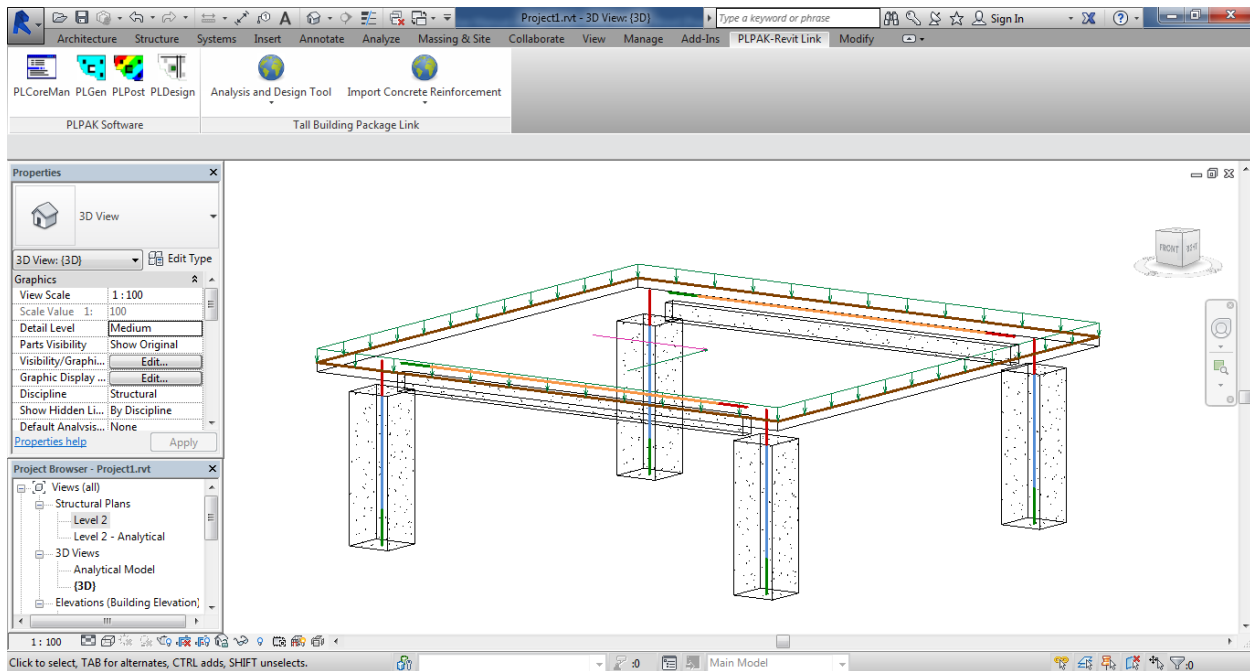 Project1.rvt - 3D View: {3D}
Type a keyword or phrase
Sign In
Architecture Structure Systems Insert Annotate Analyze Massing & Site Collaborate View Manage Add-Ins PLPAK-Revit Link Modify
PLCoreMan PLGen PLPost PLDesign Analysis and Design Tool Import Concrete Reinforcement
PLPAK Software Tall Building Package Link
Properties
3D View
3D View: {3D} Edit Type
Graphics
View Scale 1 : 100
Scale Value 1: 100
Detail Level Medium
Parts Visibility Show Original
Visibility/Graphi... Edit...
Graphic Display ... Edit...
Discipline Structural
Show Hidden Li... By Discipline
Default Analysis... None
Properties help Apply
Project Browser - Project1.rvt
Views (all)
Structural Plans
Level 2
Level 2 - Analytical
3D Views
Analytical Model
{3D}
Elevations (Building Elevation)
FRONT
1 : 100
Click to select, TAB for alternates, CTRL adds, SHIFT unselects.
:0
Main Model
:0